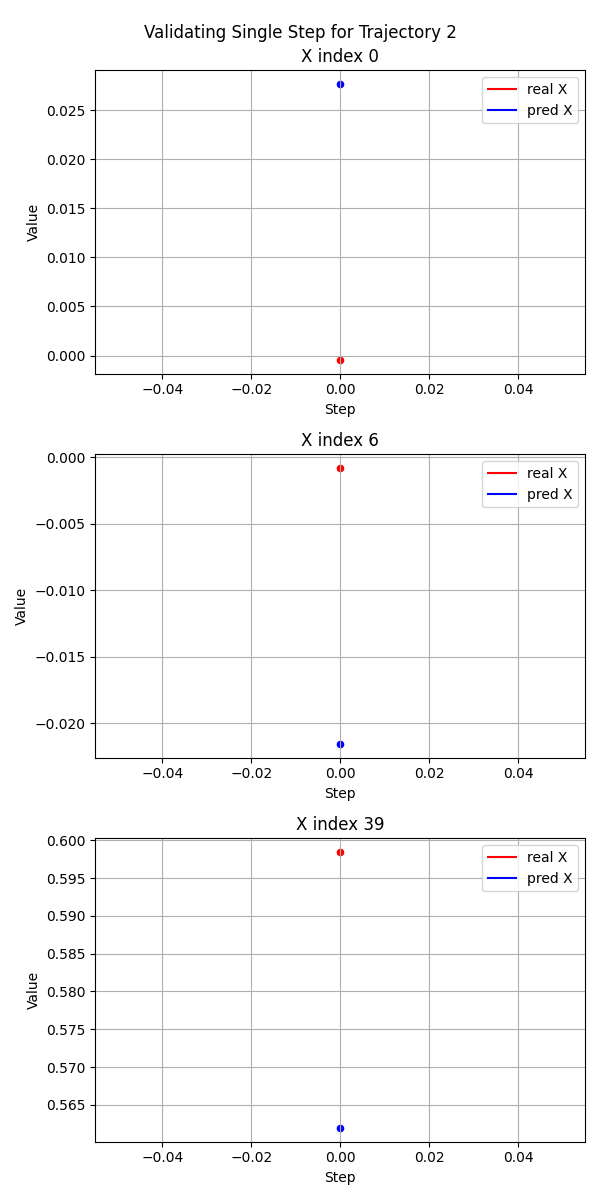 Validating Single Step for Trajectory 2
X index 0
real X
pred X
0.025
0.020
0.015
0.010
0.005
0.000
Value
−0.04 −0.02 0.00 0.02 0.04
Step
X index 6
real X
pred X
0.000
−0.005
−0.010
−0.015
−0.020
Value
−0.04 −0.02 0.00 0.02 0.04
Step
X index 39
real X
pred X
0.600
0.595
0.590
0.585
0.580
0.575
0.570
0.565
Value
−0.04 −0.02 0.00 0.02 0.04
Step